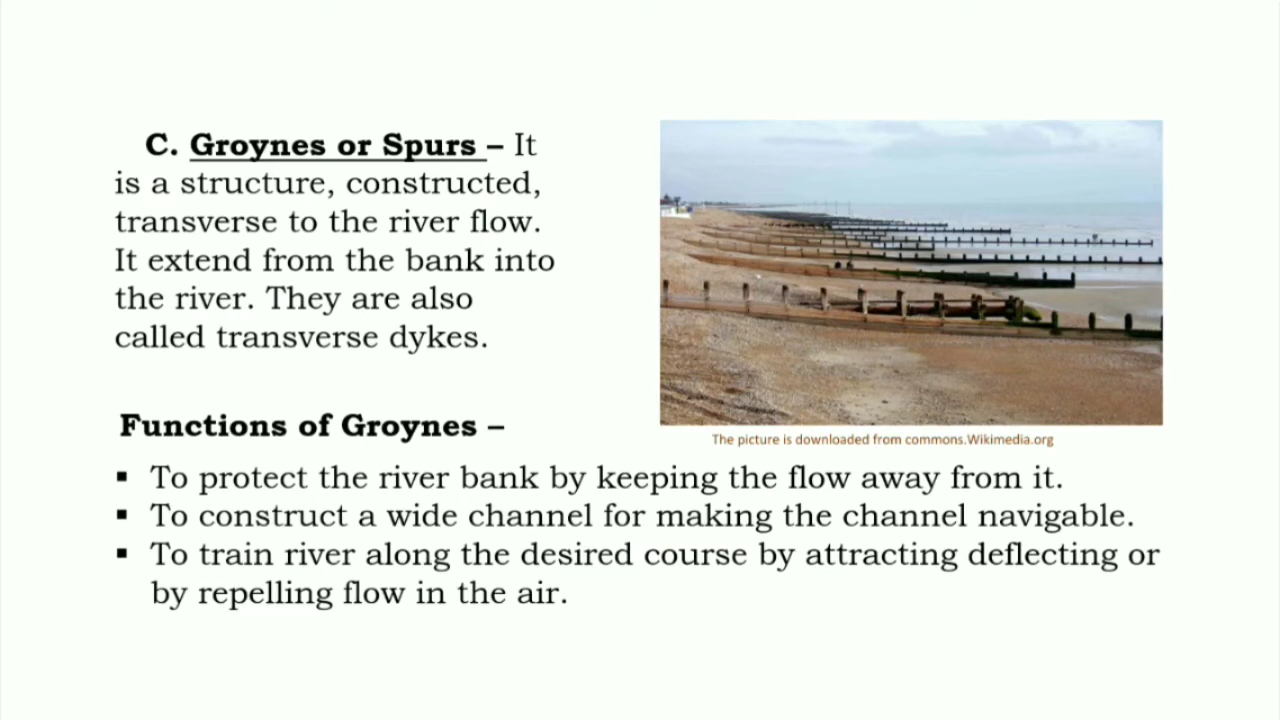 C. Groynes or Spurs – It
is a structure, constructed,
transverse to the river flow.
It extend from the bank into
the river. They are also
called transverse dykes.
The picture is downloaded from commons.Wikimedia.org
Functions of Groynes –
▪ To protect the river bank by keeping the flow away from it.
▪ To construct a wide channel for making the channel navigable.
▪ To train river along the desired course by attracting deflecting or
by repelling flow in the air.